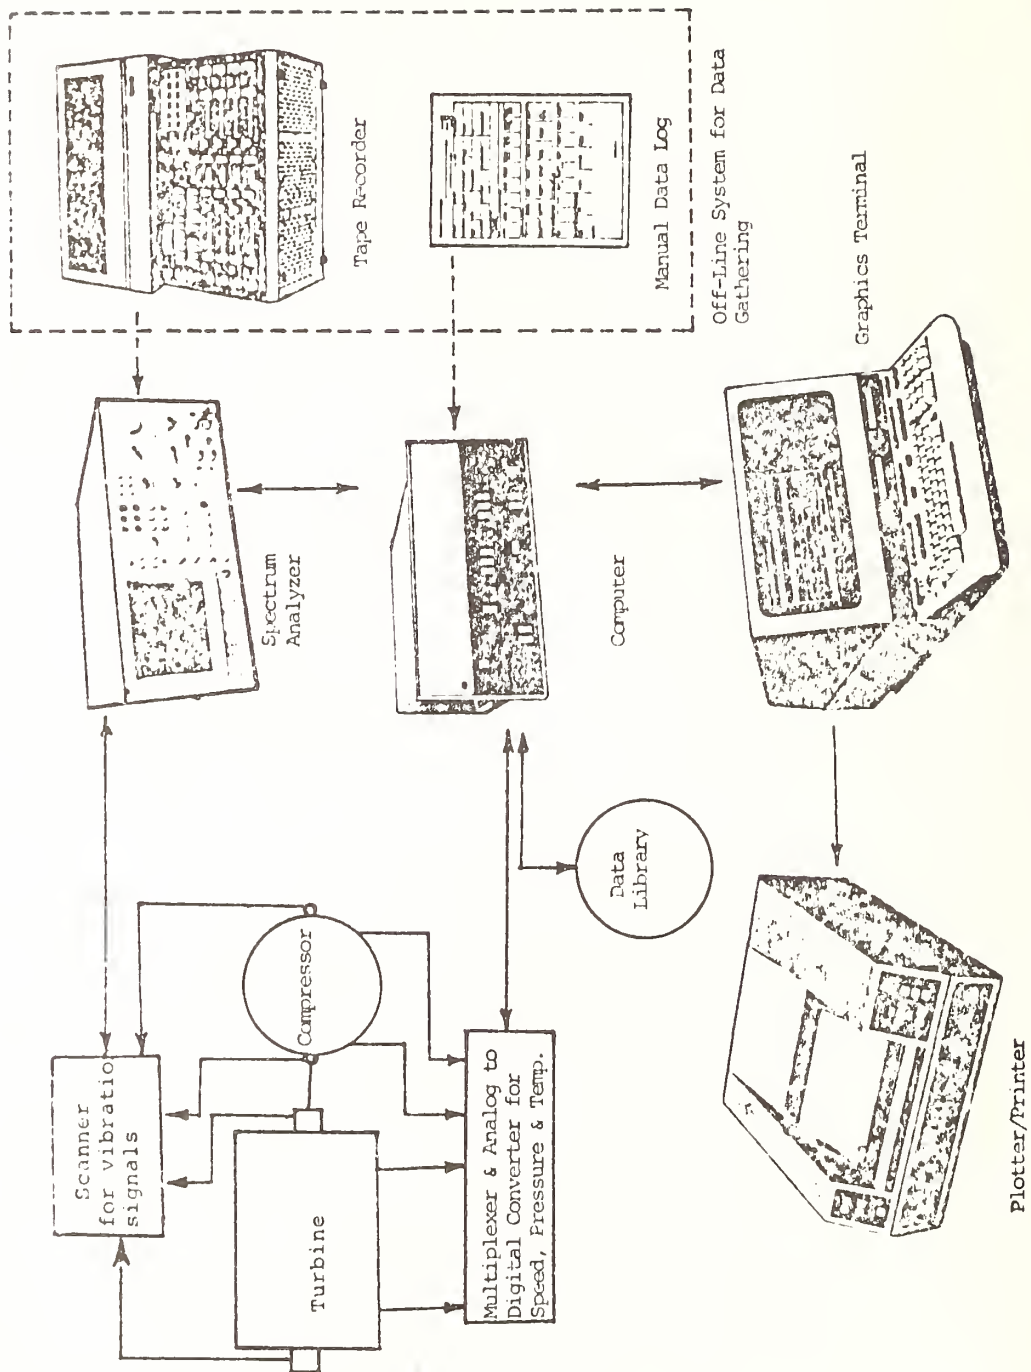 Scanner
for vibratio
signals
Turbine
Compressor
Multiplexer & Analog to
Digital Converter for
Speed, Pressure & Temp.
Data
Library
Spectrum
Analyzer
Computer
Tape Recorder
Manual Data Log
Off-Line System for Data
Gathering
Graphics Terminal
Plotter/Printer